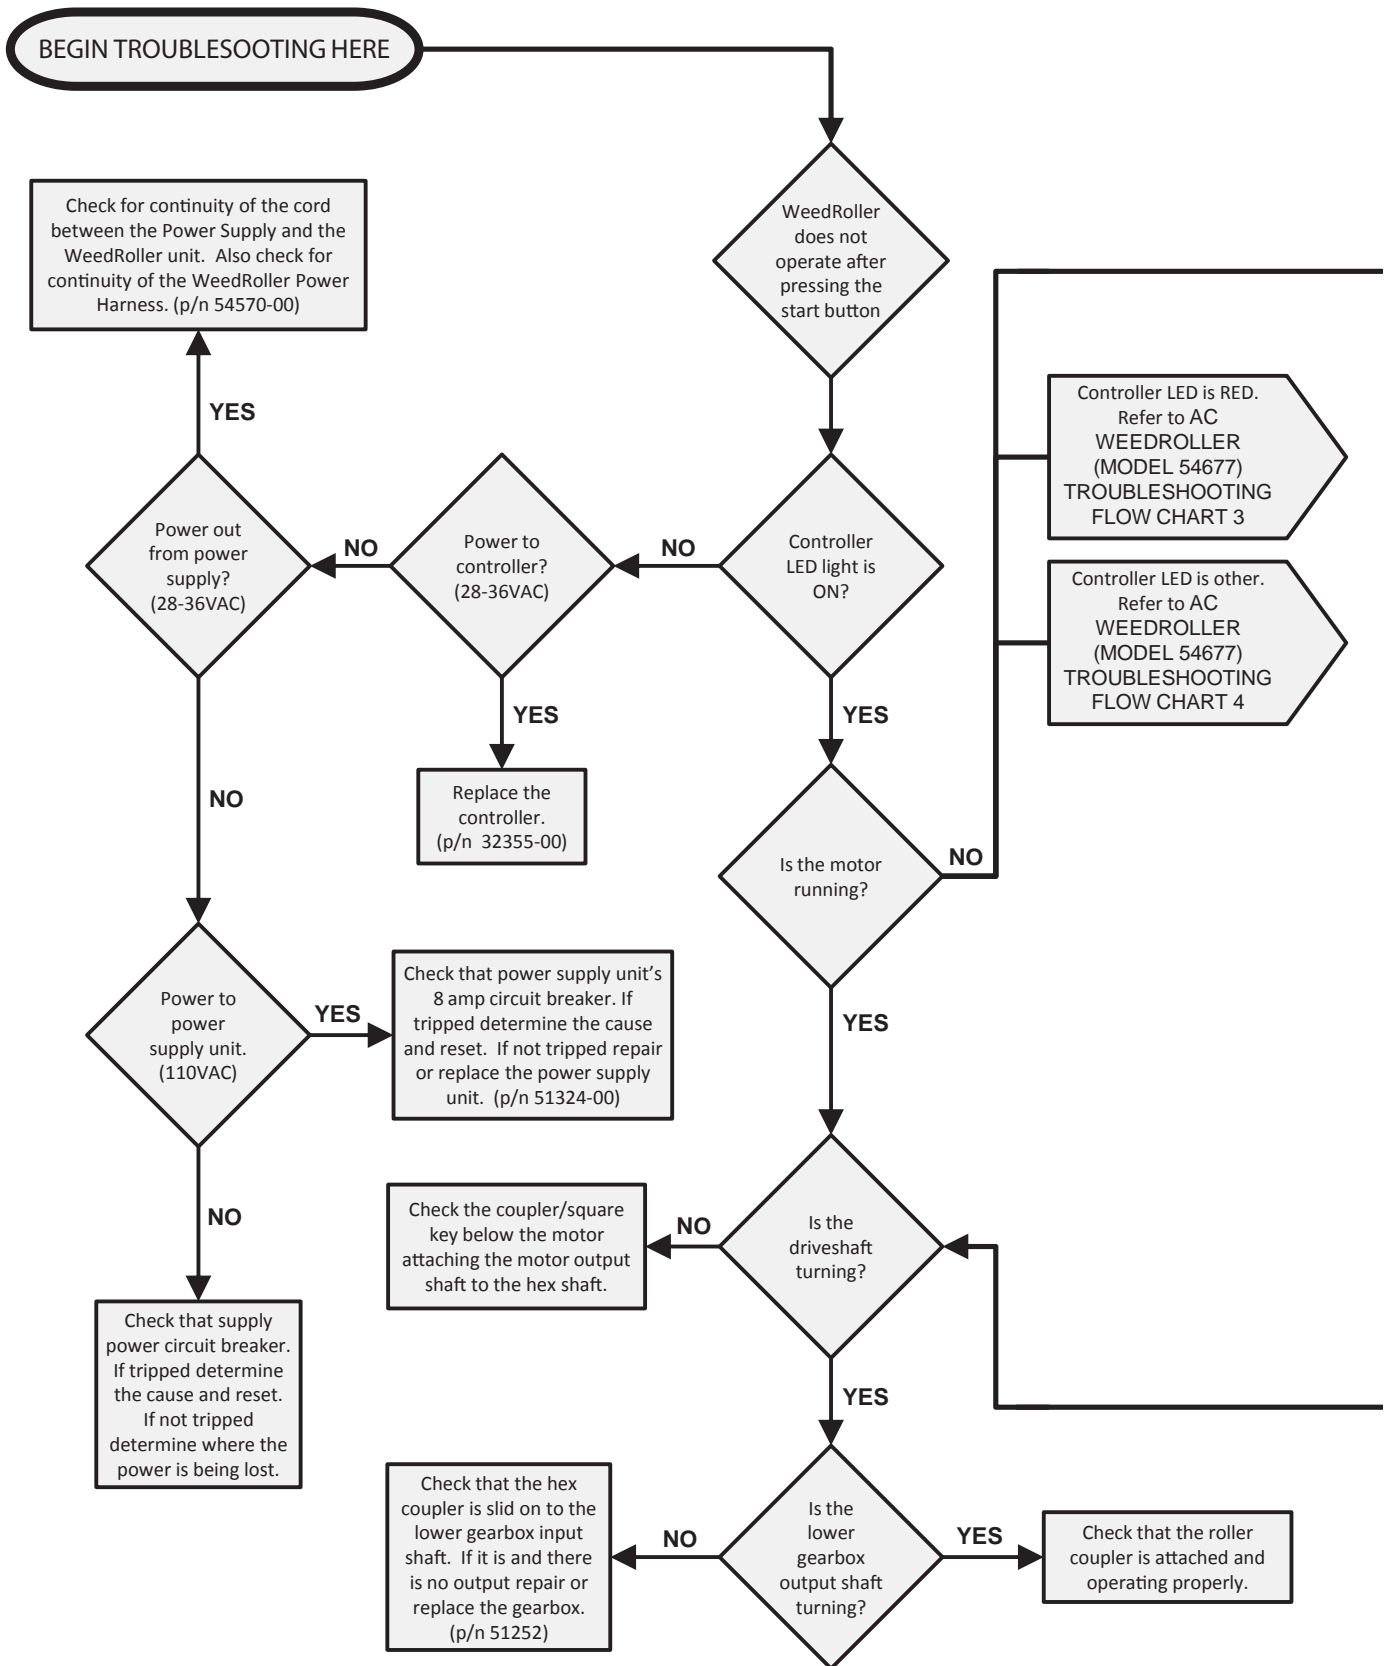 BEGIN TROUBLESOOTING HERE
WeedRoller
does not
operate after
pressing the
start button
Check for continuity of the cord
between the Power Supply and the
WeedRoller unit.  Also check for
continuity of the WeedRoller Power
Harness. (p/n 54570-00)
YES
Controller LED is RED.
Refer to AC
WEEDROLLER
(MODEL 54677)
TROUBLESHOOTING
FLOW CHART 3
Power out
from power
supply?
(28-36VAC)
NO
Power to
controller?
(28-36VAC)
NO
Controller
LED light is
ON?
Controller LED is other.
Refer to AC
WEEDROLLER
(MODEL 54677)
TROUBLESHOOTING
FLOW CHART 4
YES
YES
NO
Replace the
controller.
(p/n  32355-00)
Is the motor
running?
NO
Power to
power
supply unit.
(110VAC)
YES
Check that power supply unit's
8 amp circuit breaker. If
tripped determine the cause
and reset.  If not tripped repair
or replace the power supply
unit.  (p/n 51324-00)
YES
NO
Check the coupler/square
key below the motor
attaching the motor output
shaft to the hex shaft.
NO
Is the
driveshaft
turning?
Check that supply
power circuit breaker.
If tripped determine
the cause and reset.
If not tripped
determine where the
power is being lost.
YES
Check that the hex
coupler is slid on to the
lower gearbox input
shaft.  If it is and there
is no output repair or
replace the gearbox.
(p/n 51252)
NO
Is the
lower
gearbox
output shaft
turning?
YES
Check that the roller
coupler is attached and
operating properly.